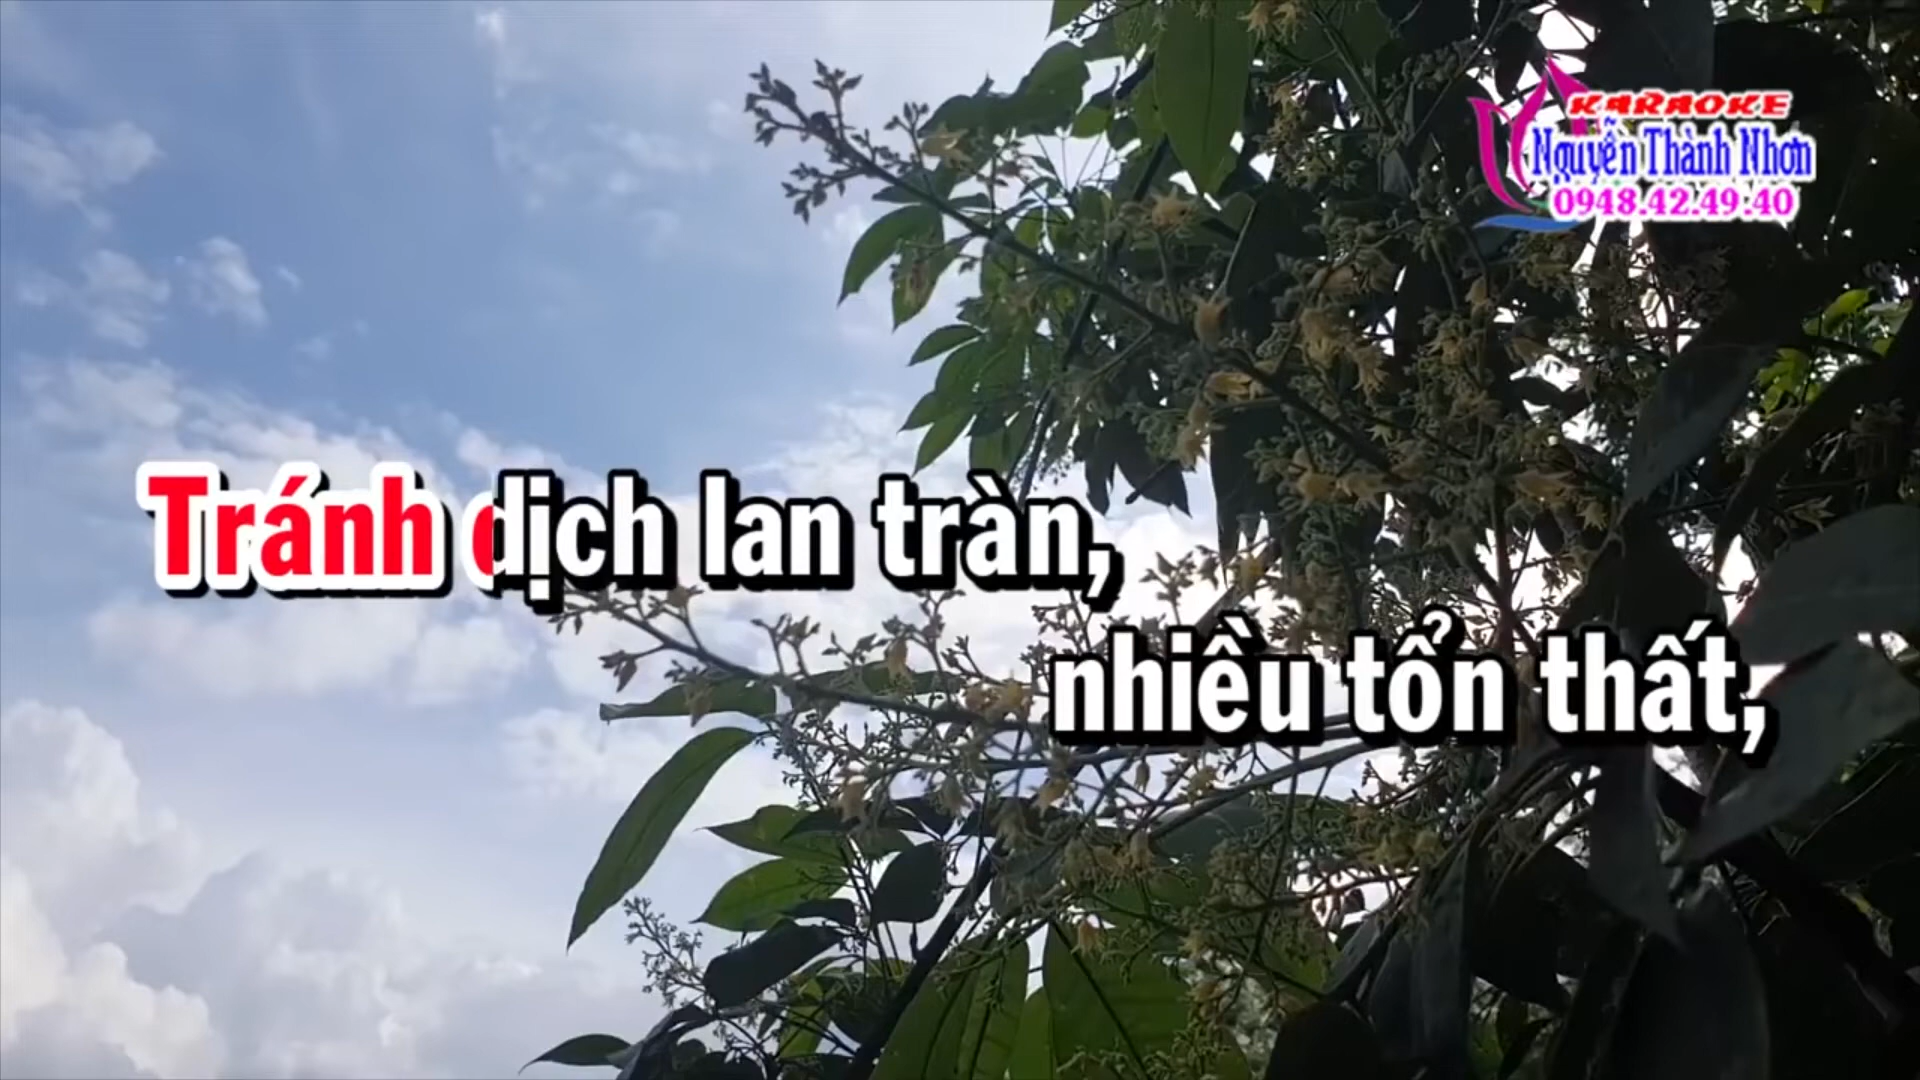 KARAOKE
Nguyễn Thành Nhơn
0948.42.49.40
Tránh dịch lan tràn,
nhiều tổn thất,